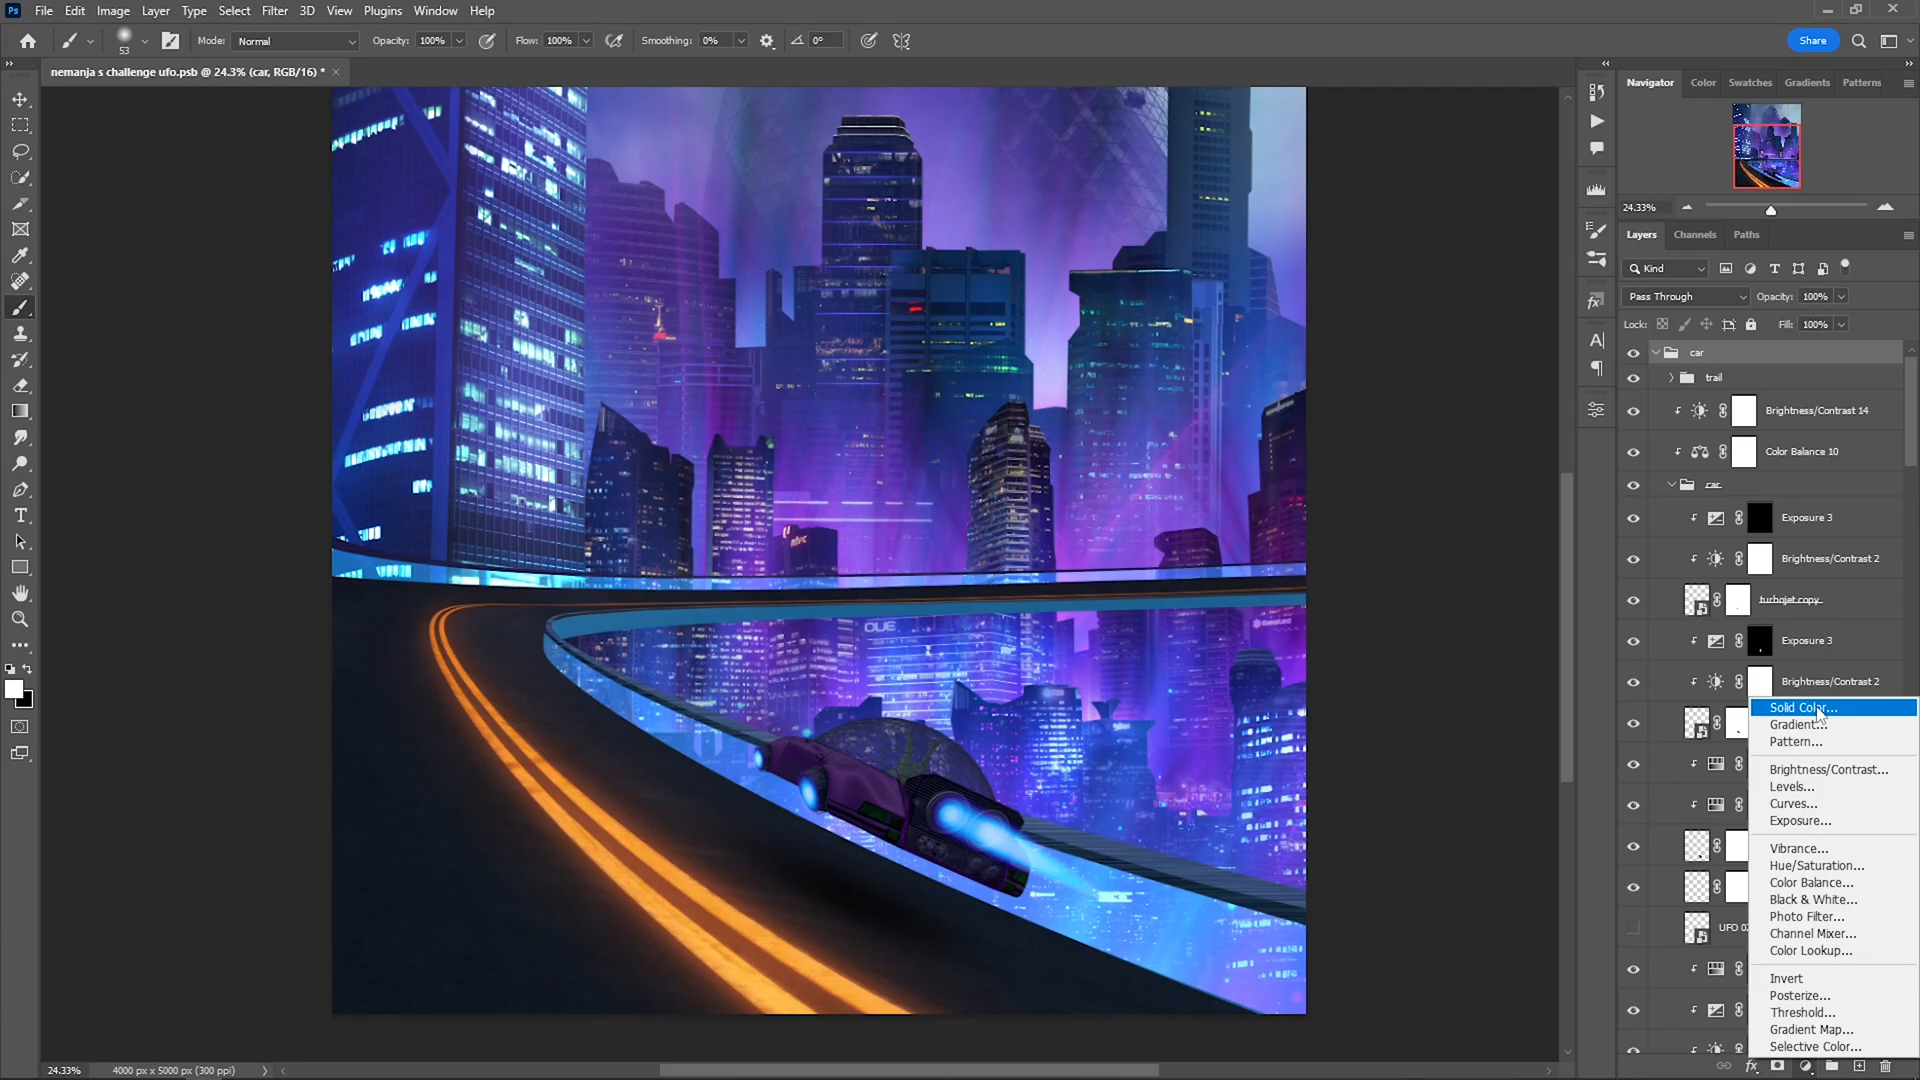 Ps File Edit Image Layer Type Select Filter 3D View Plugins Window Help
53 Mode: Normal Opacity: 100% Flow: 100% Smoothing: 0% 0° Share
nemanja s challenge ufo.psb @ 24.3% (car, RGB/16) * ×
Navigator Color Swatches Gradients Patterns
24.33%
Layers Channels Paths
Kind
Pass Through Opacity: 100%
Lock: Fill: 100%
car
trail
Brightness/Contrast 14
Color Balance 10
car
Exposure 3
Brightness/Contrast 2
turbojet copy
Exposure 3
Brightness/Contrast 2
Solid Color...
Gradient...
Pattern...
Brightness/Contrast...
Levels...
Curves...
Exposure...
Vibrance...
Hue/Saturation...
Color Balance...
Black & White...
Photo Filter...
Channel Mixer...
Color Lookup...
UFO 02
Invert
Posterize...
Threshold...
Gradient Map...
Selective Color...
OUE
24.33% 4000 px x 5000 px (300 ppi)